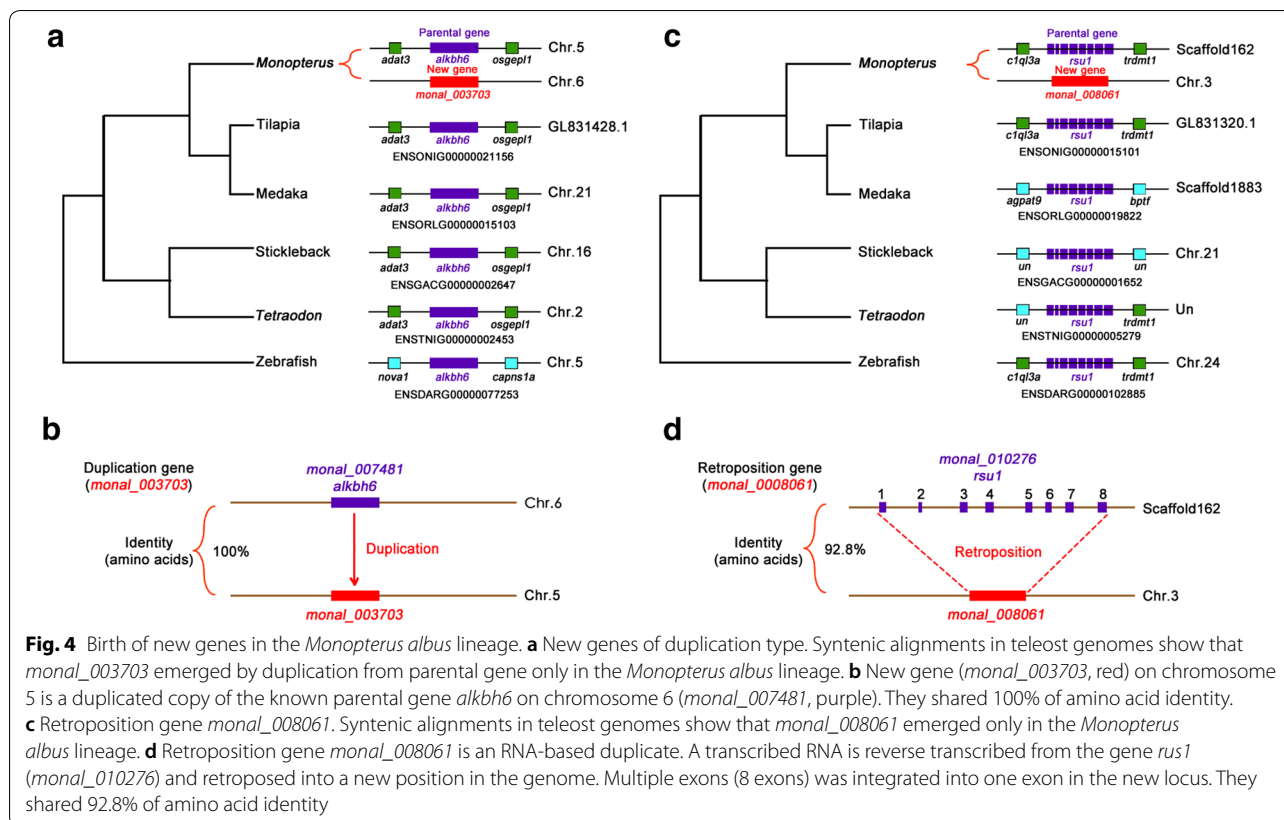 a
Parental gene
Monopterus
adat3 alkbh6 osgepl1
Chr.5
New gene
monal_003703
Chr.6
Tilapia
adat3 alkbh6 osgepl1
GL831428.1
ENSONIG00000021156
Medaka
adat3 alkbh6 osgepl1
Chr.21
ENSORLG00000015103
Stickleback
adat3 alkbh6 osgepl1
Chr.16
ENSGACG00000002647
Tetraodon
adat3 alkbh6 osgepl1
Chr.2
ENSTNIG00000002453
Zebrafish
nova1 alkbh6 capns1a
Chr.5
ENSDARG00000077253
c
Parental gene
Monopterus
c1ql3a rsu1 trdmt1
Scaffold162
New gene
monal_008061
Chr.3
Tilapia
c1ql3a rsu1 trdmt1
GL831320.1
ENSONIG00000015101
Medaka
agpat9 rsu1 bptf
Scaffold1883
ENSORLG00000019822
Stickleback
un rsu1 un
Chr.21
ENSGACG00000001652
Tetraodon
un rsu1 trdmt1
Un
ENSTNIG00000005279
Zebrafish
c1ql3a rsu1 trdmt1
Chr.24
ENSDARG00000102885
b
Duplication gene
(monal_003703)
monal_007481
alkbh6
Chr.6
Identity
(amino acids)
100%
Duplication
Chr.5
monal_003703
d
Retroposition gene
(monal_0008061)
monal_010276
rsu1
1 2 3 4 5 6 7 8
Scaffold162
Identity
(amino acids)
92.8%
Retroposition
Chr.3
monal_008061
Fig. 4 Birth of new genes in the Monopterus albus lineage. a New genes of duplication type. Syntenic alignments in teleost genomes show that
monal_003703 emerged by duplication from parental gene only in the Monopterus albus lineage. b New gene (monal_003703, red) on chromosome
5 is a duplicated copy of the known parental gene alkbh6 on chromosome 6 (monal_007481, purple). They shared 100% of amino acid identity.
c Retroposition gene monal_008061. Syntenic alignments in teleost genomes show that monal_008061 emerged only in the Monopterus
albus lineage. d Retroposition gene monal_008061 is an RNA-based duplicate. A transcribed RNA is reverse transcribed from the gene rus1
(monal_010276) and retroposed into a new position in the genome. Multiple exons (8 exons) was integrated into one exon in the new locus. They
shared 92.8% of amino acid identity